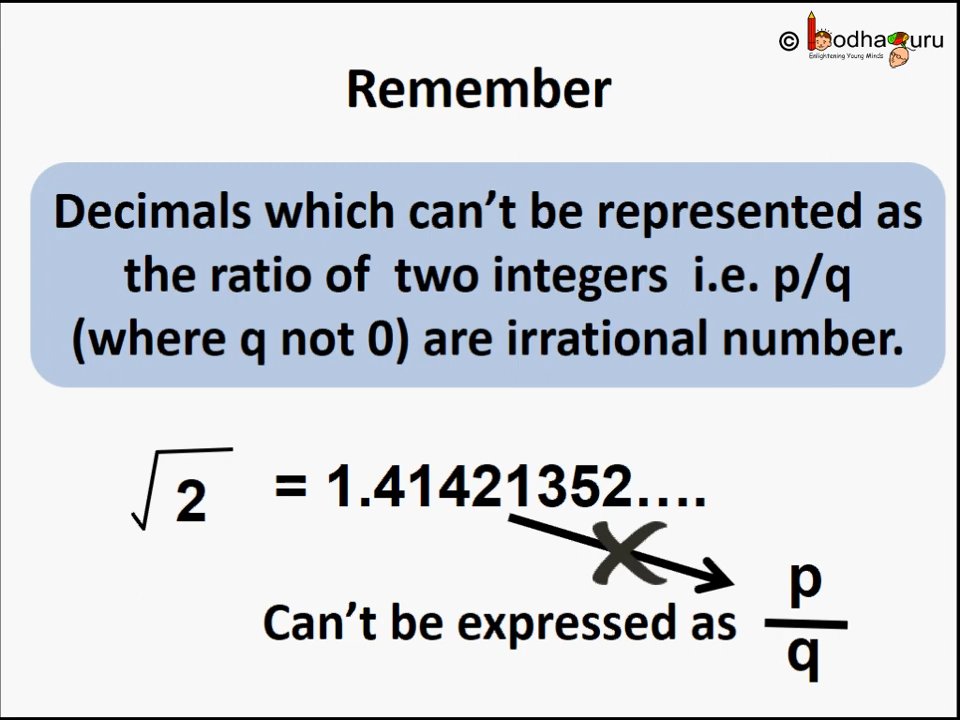 © BodhaGuru
Enlightening Young Minds
Remember
Decimals which can’t be represented as
the ratio of two integers i.e. p/q
(where q not 0) are irrational number.
√2 = 1.41421352....
Can’t be expressed as p/q